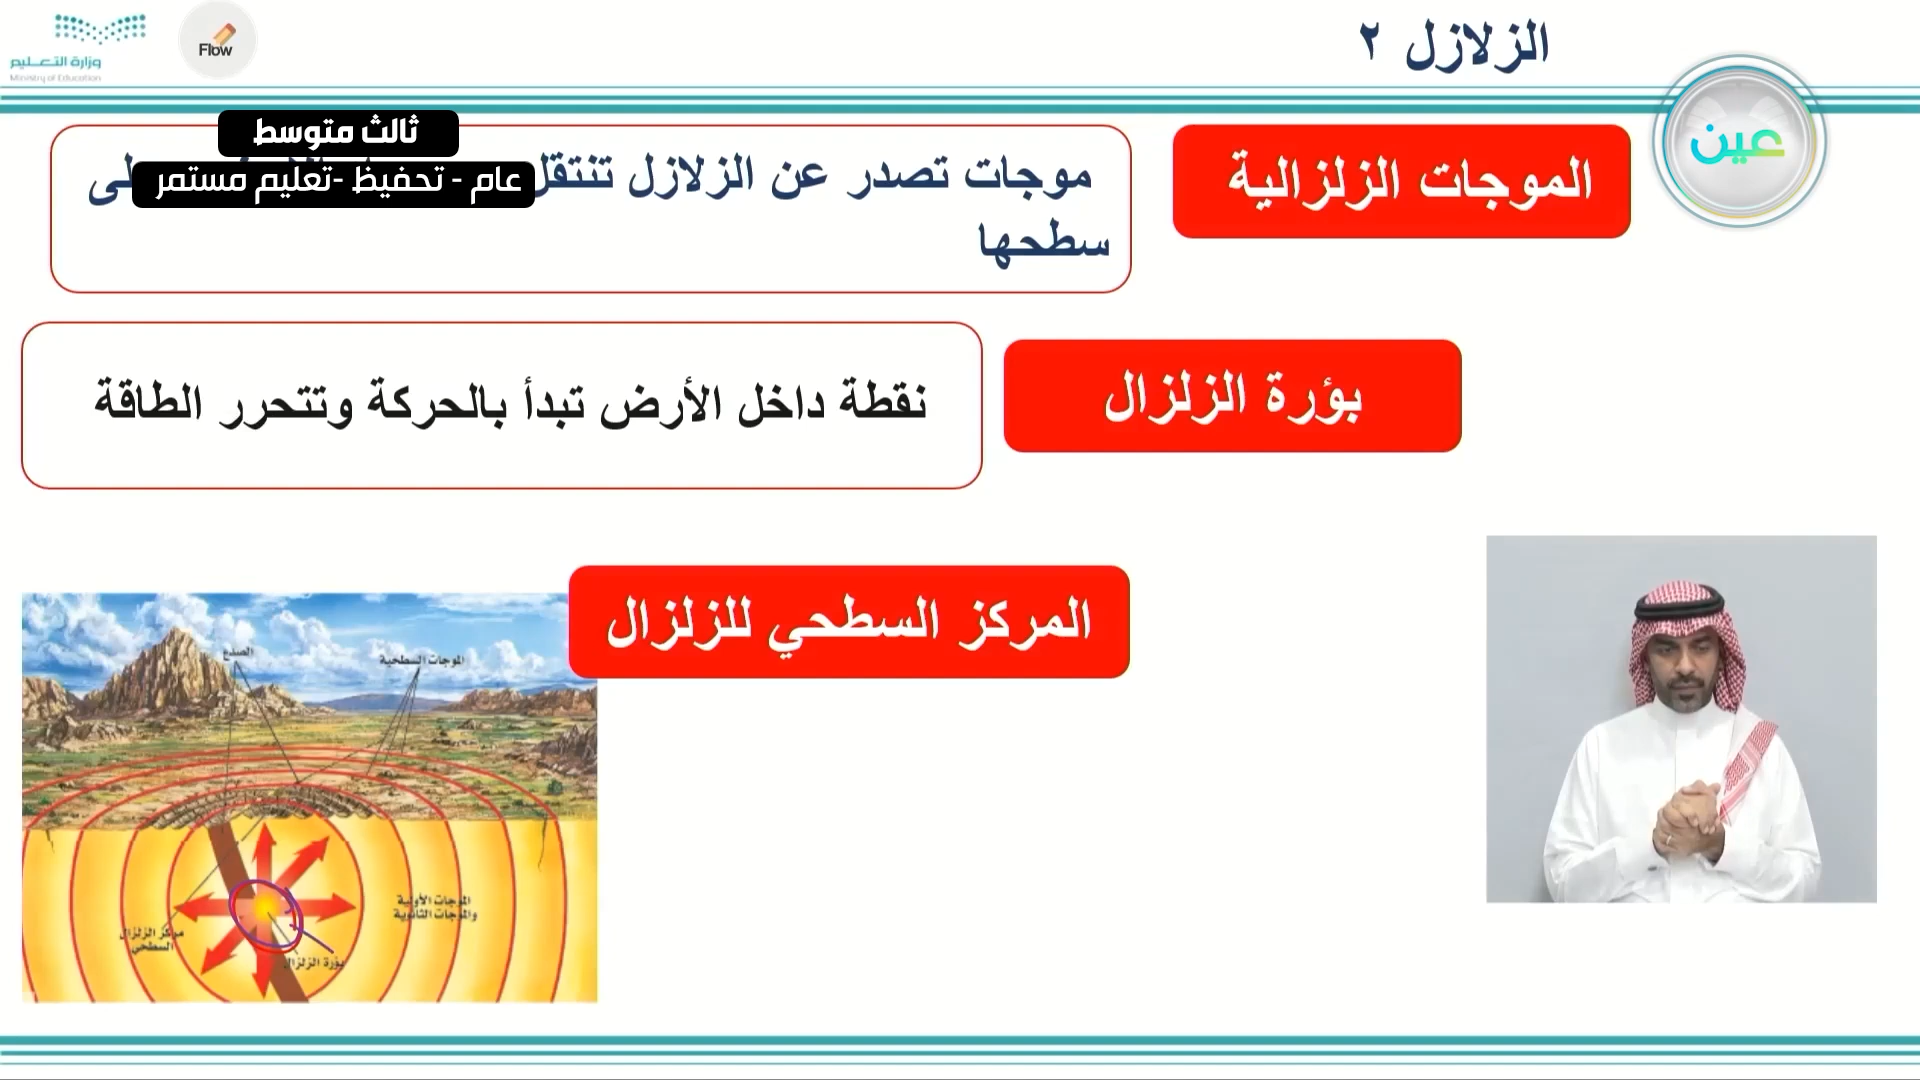 وزارة التعليم
Ministry of Education
Flow
الزلازل ٢
عين
ثالث متوسط
عام - تحفيظ -تعليم مستمر
الموجات الزلزالية
موجات تصدر عن الزلازل تنتقل
سطحها
بؤرة الزلزال
نقطة داخل الأرض تبدأ بالحركة وتتحرر الطاقة
المركز السطحي للزلزال
الصدع
الموجات السطحية
الموجات الأولية
والموجات الثانوية
مركز الزلزال
السطحي
بؤرة الزلزال